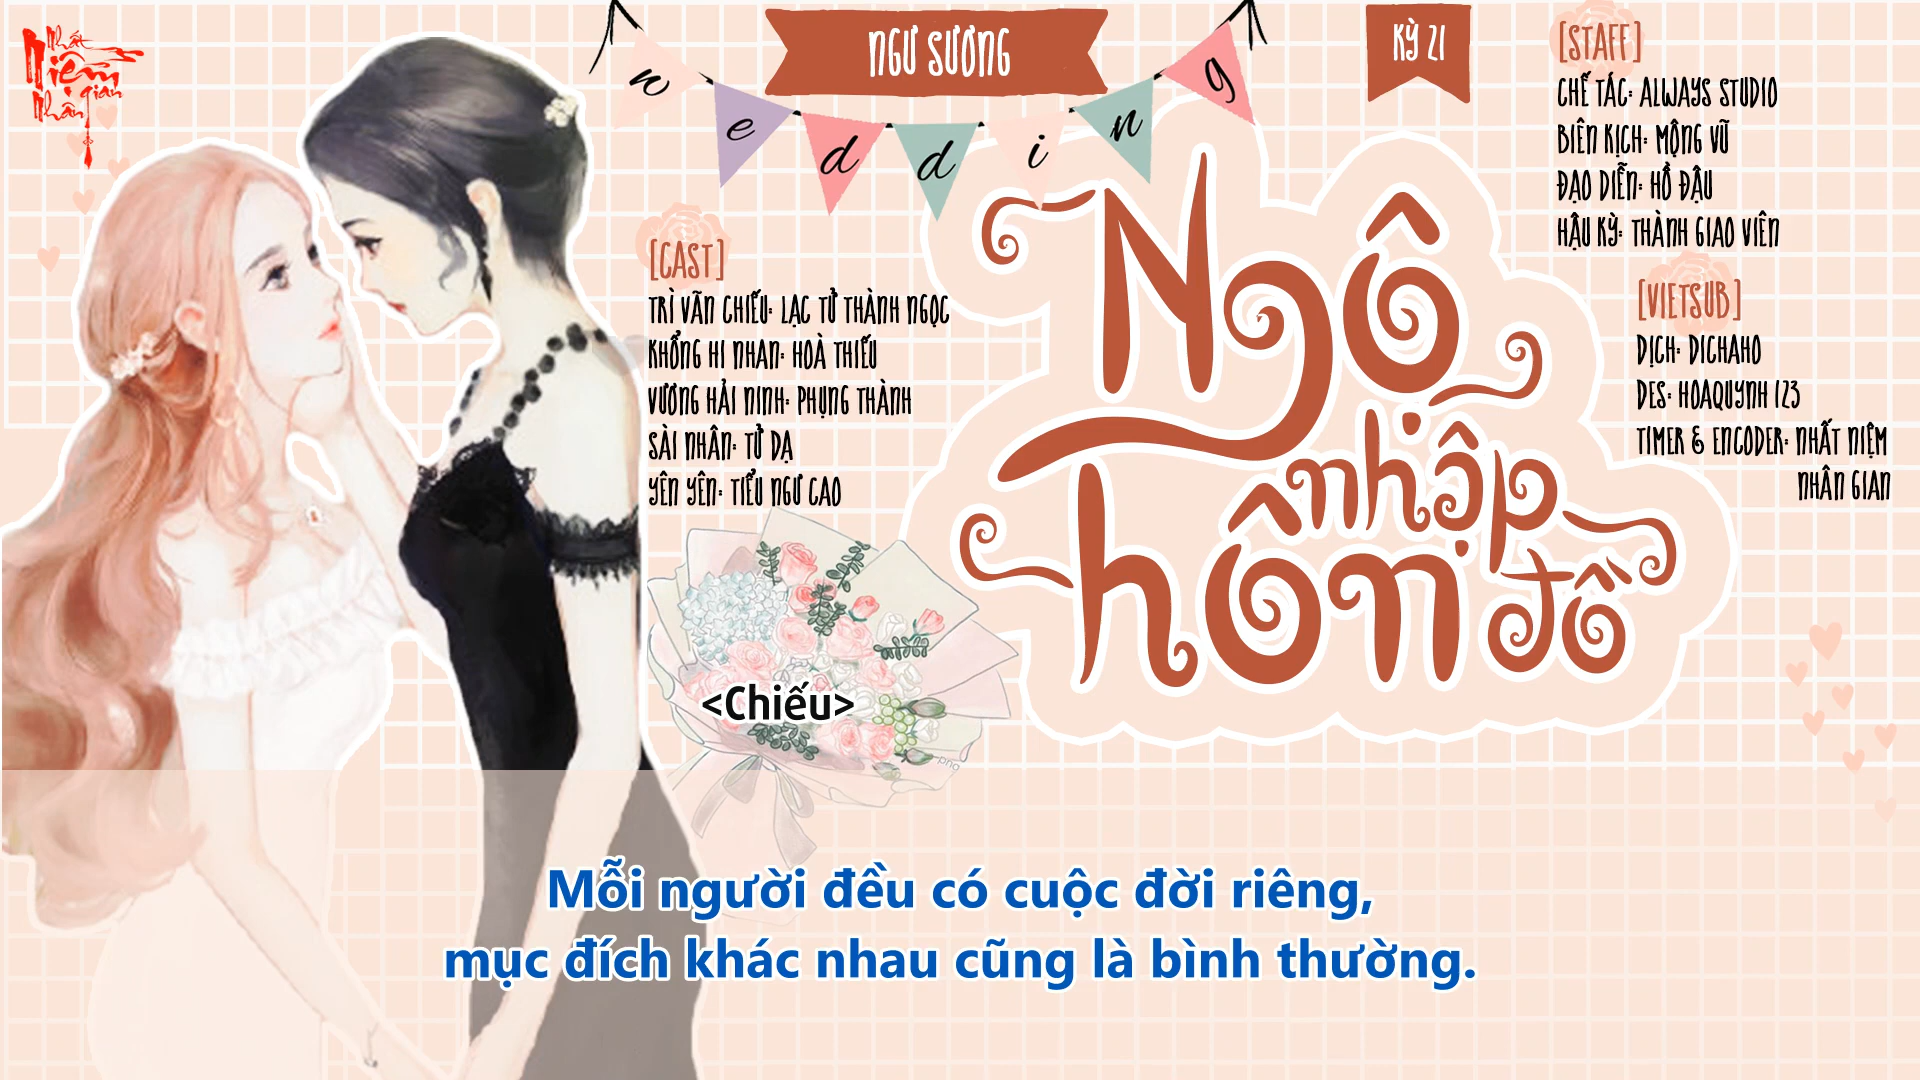 Nhất
Niệm
gian
Nhân
NGƯ SƯƠNG
KỲ 21
wedding
[STAFF]
CHẾ TÁC: ALWAYS STUDIO
BIÊN KỊCH: MỘNG VŨ
ĐẠO DIỄN: HỒ ĐẬU
HẬU KỲ: THÀNH GIAO VIÊN
[CAST]
TRÌ VÃN CHIẾU: LẠC TỬ THÀNH NGỌC
KHỔNG HI NHAN: HOÀ THIẾU
VƯƠNG HẢI NINH: PHỤNG THÀNH
SÀI NHÂN: TỬ DẠ
YÊN YÊN: TIỂU NGƯ CAO
[VIETSUB]
DỊCH: DICHAHO
DES: HOAQUYNH123
TIMER & ENCODER: NHẤT NIỆM
NHÂN GIAN
Ngộ
nhập
hôn
đồ
pna
<Chiếu>
Mỗi người đều có cuộc đời riêng,
mục đích khác nhau cũng là bình thường.